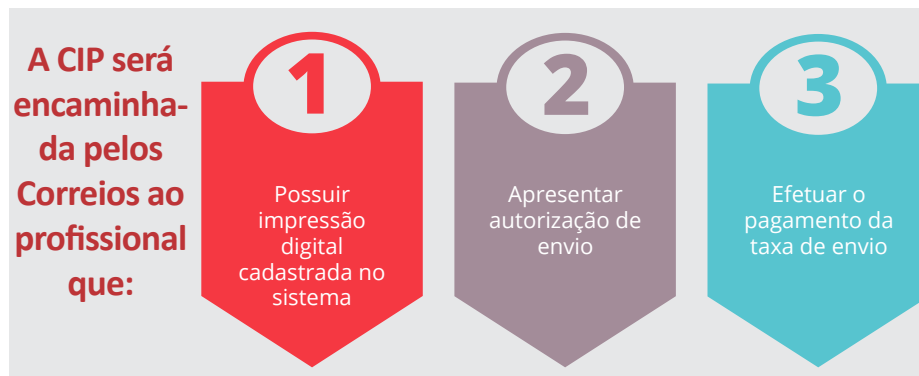 A CIP será
encaminha-
da pelos
Correios ao
profissional
que:
1
Possuir
impressão
digital
cadastrada no
sistema
2
Apresentar
autorização de
envio
3
Efetuar o
pagamento da
taxa de envio